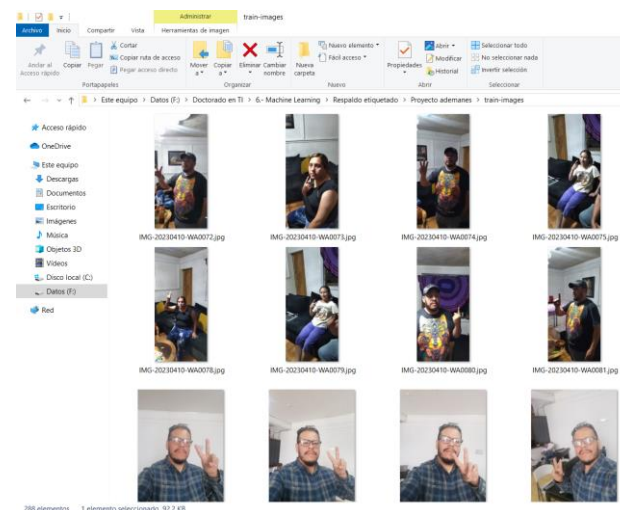 Administrar
train-images
Archivo Inicio Compartir Vista Herramientas de imagen
Anclar al Acceso rápido
Copiar
Pegar
Cortar
Copiar ruta de acceso
Pegar acceso directo
Mover a
Copiar a
Eliminar
Cambiar nombre
Nueva carpeta
Nuevo elemento
Fácil acceso
Propiedades
Abrir
Modificar
Historial
Seleccionar todo
No seleccionar nada
Invertir selección
Portapapeles Organizar Nuevo Abrir Seleccionar
Este equipo > Datos (F:) > Doctorado en TI > 6.- Machine Learning > Respaldo etiquetado > Proyecto ademanes > train-images
Acceso rápido
OneDrive
Este equipo
Descargas
Documentos
Escritorio
Imágenes
Música
Objetos 3D
Vídeos
Disco local (C:)
Datos (F:)
Red
IMG-20230410-WA0072.jpg IMG-20230410-WA0073.jpg IMG-20230410-WA0074.jpg IMG-20230410-WA0075.jpg
IMG-20230410-WA0078.jpg IMG-20230410-WA0079.jpg IMG-20230410-WA0080.jpg IMG-20230410-WA0081.jpg
286 elementos 1 elemento seleccionado 92.2 KB